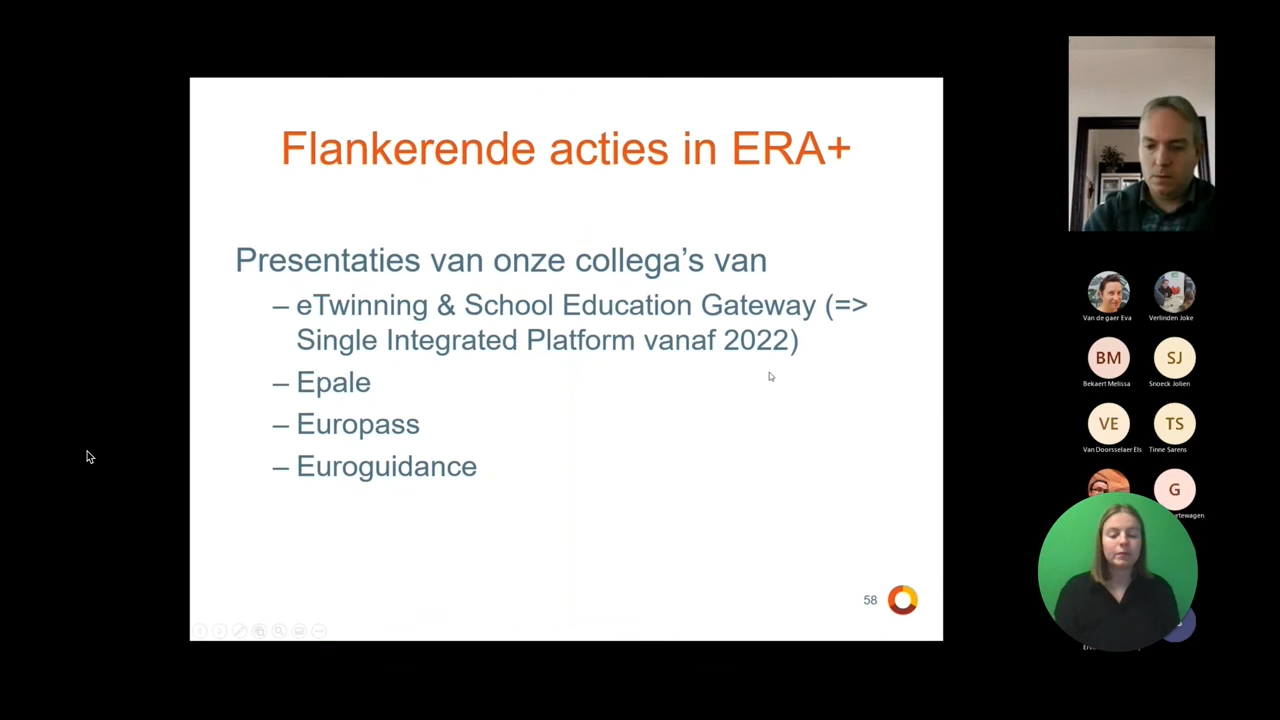 Flankerende acties in ERA+
Presentaties van onze collega's van
– eTwinning & School Education Gateway (=>
Single Integrated Platform vanaf 2022)
– Epale
– Europass
– Euroguidance
58
Van de gaer Eva
Verlinden Joke
BM
SJ
Bekaert Melissa
Snoeck Jolien
VE
TS
Van Doorsselaer Els
Tinne Sarens
G